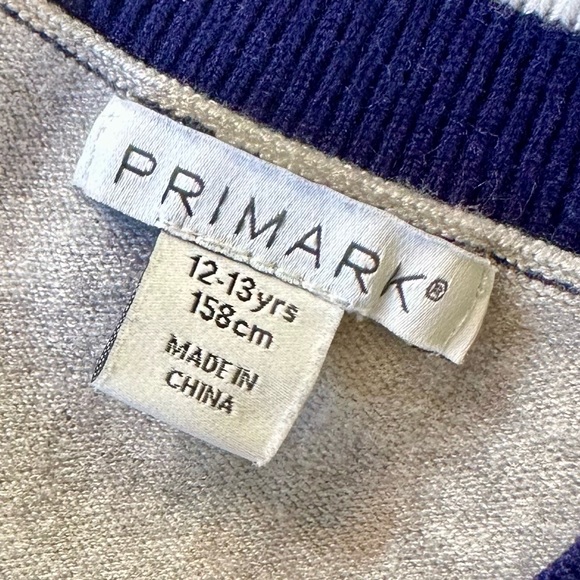 PRIMARK®
12-13yrs
158cm
MADE IN
CHINA